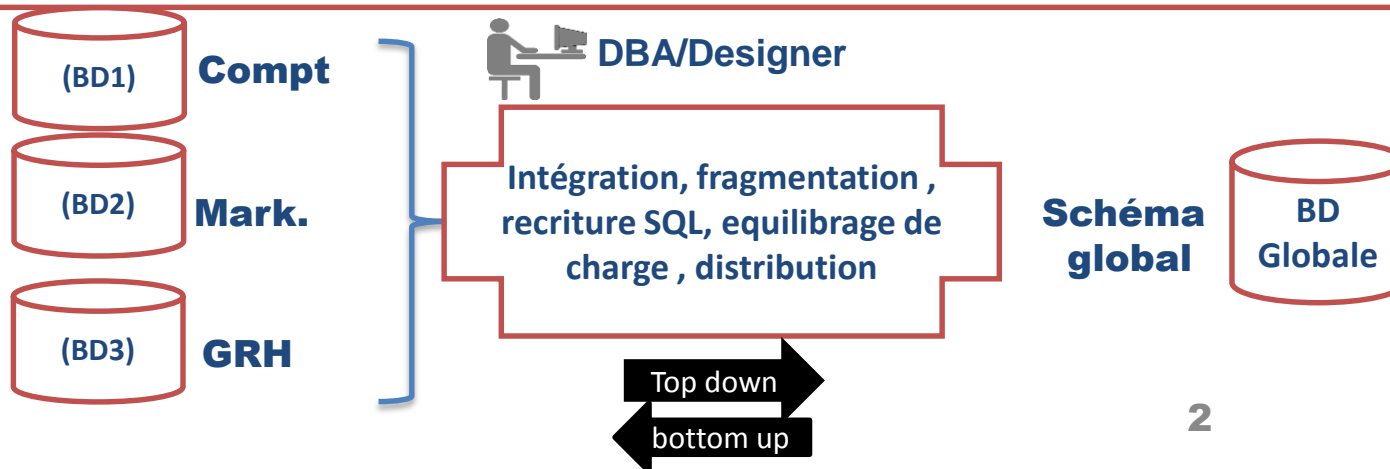 (BD1)
Compt
(BD2)
Mark.
(BD3)
GRH
DBA/Designer
Intégration, fragmentation ,
recriture SQL, equilibrage de
charge , distribution
Schéma
global
BD
Globale
Top down
bottom up
2